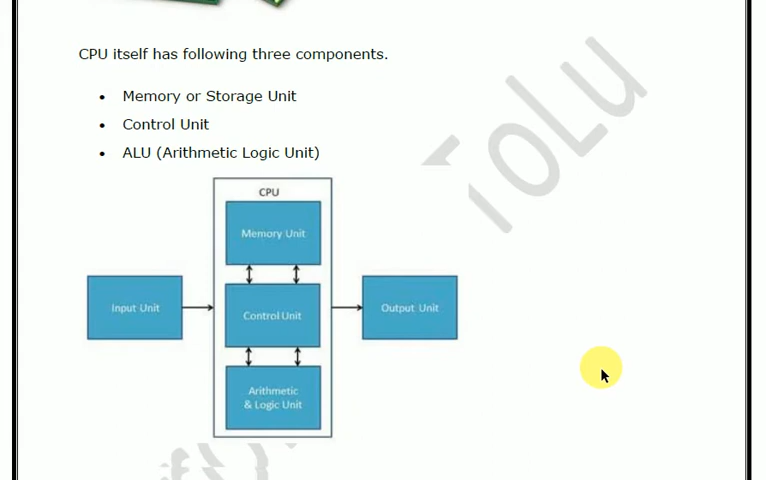 CPU itself has following three components.
• Memory or Storage Unit
• Control Unit
• ALU (Arithmetic Logic Unit)
CPU
Memory Unit
Input Unit
Control Unit
Output Unit
Arithmetic
& Logic Unit
ToLu